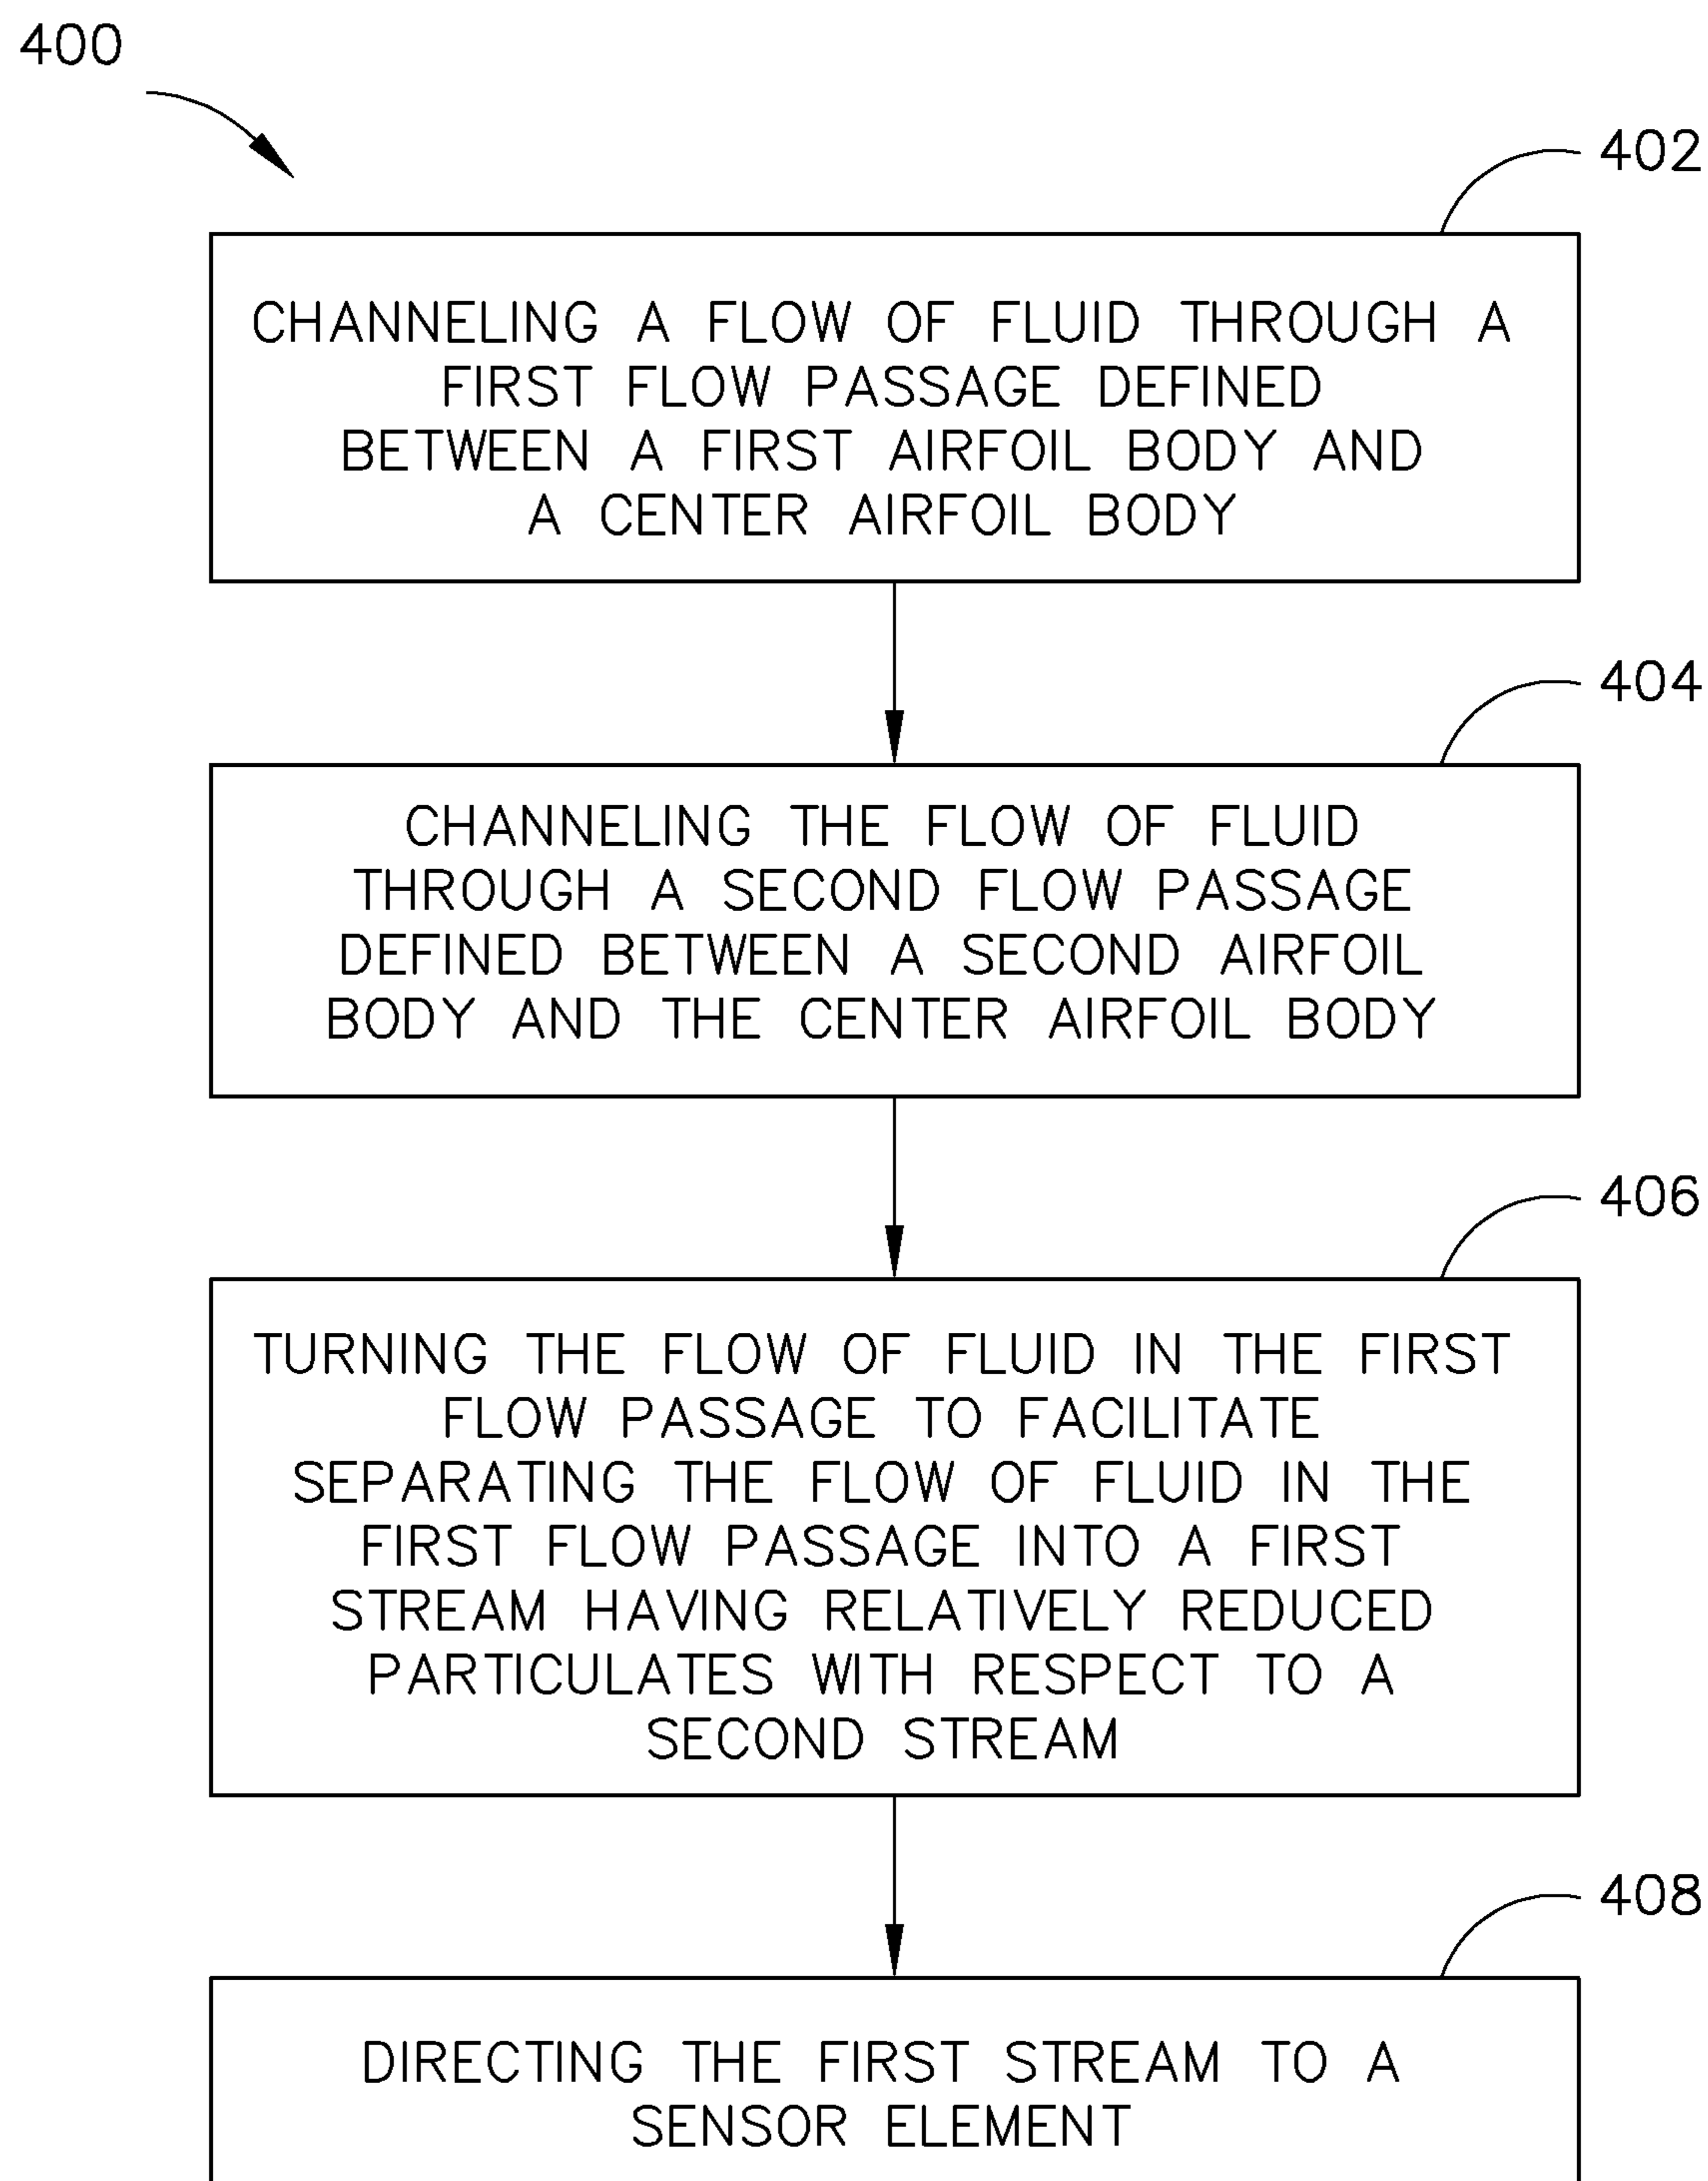 400
402
CHANNELING A FLOW OF FLUID THROUGH A
FIRST FLOW PASSAGE DEFINED
BETWEEN A FIRST AIRFOIL BODY AND
A CENTER AIRFOIL BODY
404
CHANNELING THE FLOW OF FLUID
THROUGH A SECOND FLOW PASSAGE
DEFINED BETWEEN A SECOND AIRFOIL
BODY AND THE CENTER AIRFOIL BODY
406
TURNING THE FLOW OF FLUID IN THE FIRST
FLOW PASSAGE TO FACILITATE
SEPARATING THE FLOW OF FLUID IN THE
FIRST FLOW PASSAGE INTO A FIRST
STREAM HAVING RELATIVELY REDUCED
PARTICULATES WITH RESPECT TO A
SECOND STREAM
408
DIRECTING THE FIRST STREAM TO A
SENSOR ELEMENT